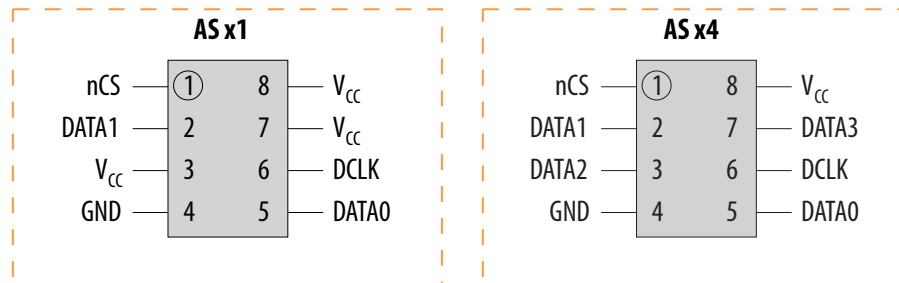 AS x1
nCS 1 8 VCC
DATA1 2 7 VCC
VCC 3 6 DCLK
GND 4 5 DATA0
AS x4
nCS 1 8 VCC
DATA1 2 7 DATA3
DATA2 3 6 DCLK
GND 4 5 DATA0